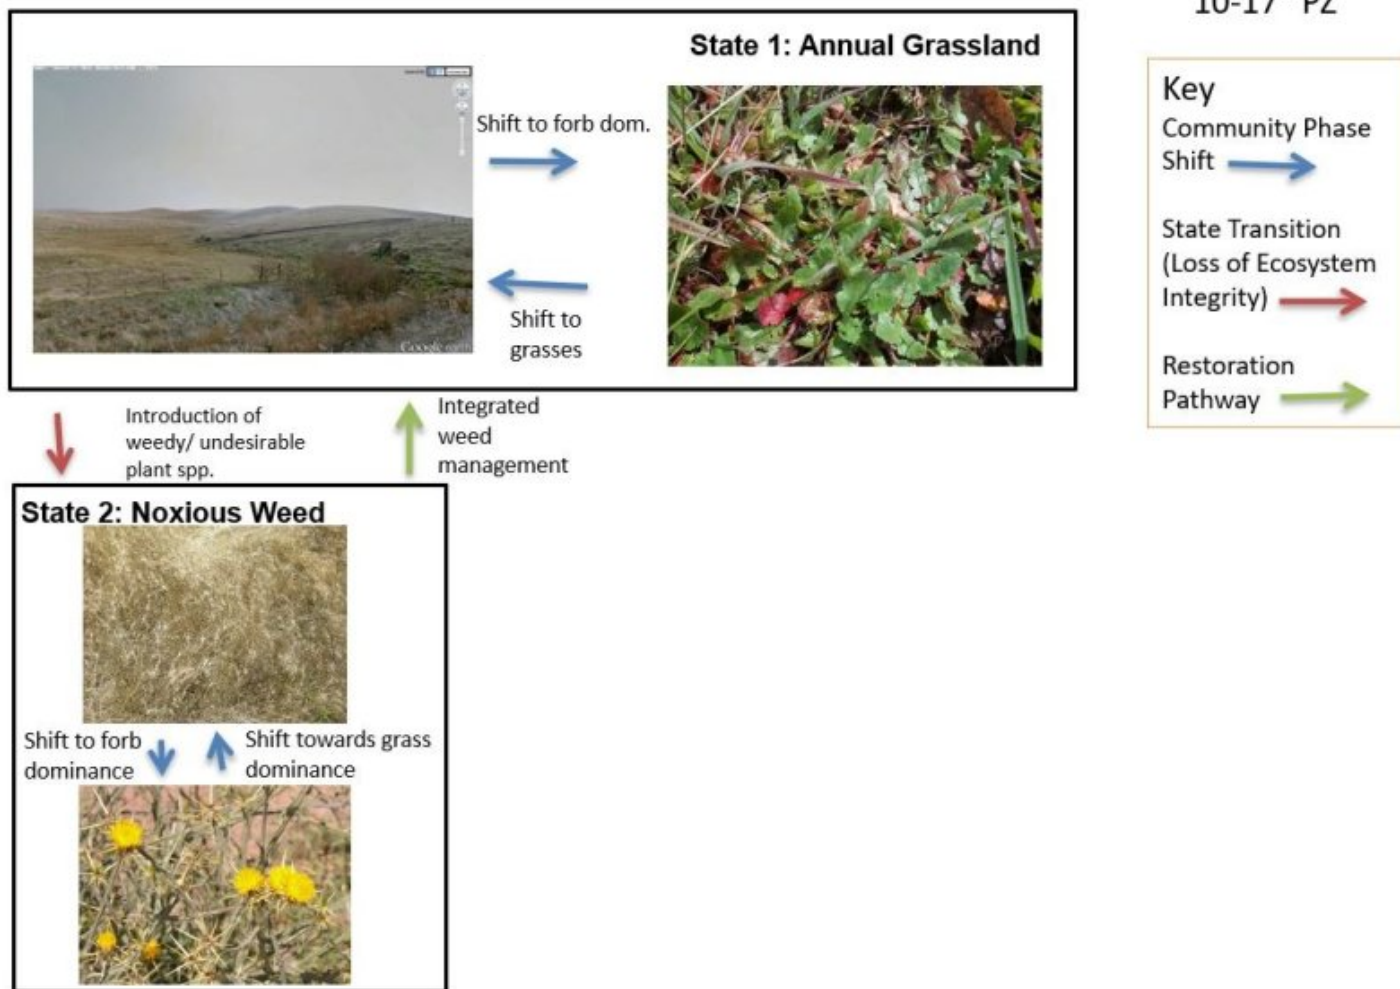 10-17" PZ
State 1: Annual Grassland
Shift to forb dom.
Shift to
grasses
Key
Community Phase
Shift
State Transition
(Loss of Ecosystem
Integrity)
Restoration
Pathway
Introduction of
weedy/ undesirable
plant spp.
Integrated
weed
management
State 2: Noxious Weed
Shift to forb
dominance
Shift towards grass
dominance
Google